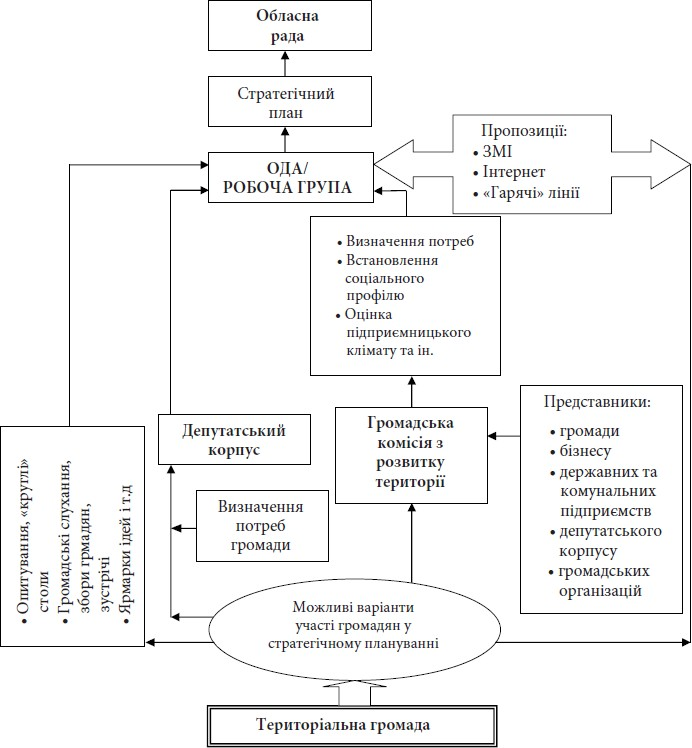 Обласна
рада
Стратегічний
план
ОДА/
РОБОЧА ГРУПА
Пропозиції:
• ЗМІ
• Інтернет
• «Гарячі» лінії
• Визначення потреб
• Встановлення
соціального
профілю
• Оцінка
підприємницького
клімату та ін.
Представники:
• громади
• бізнесу
• державних та
комунальних
підприємств
• депутатського
корпусу
• громадських
організацій
Громадська
комісія з
розвитку
території
Депутатський
корпус
Визначення
потреб
громади
• Опитування, «круглі»
столи
• Громадські слухання,
збори грмадян,
зустрічі
• Ярмарки ідей і т.д
Можливі варіанти
участі громадян у
стратегічному плануванні
Територіальна громада